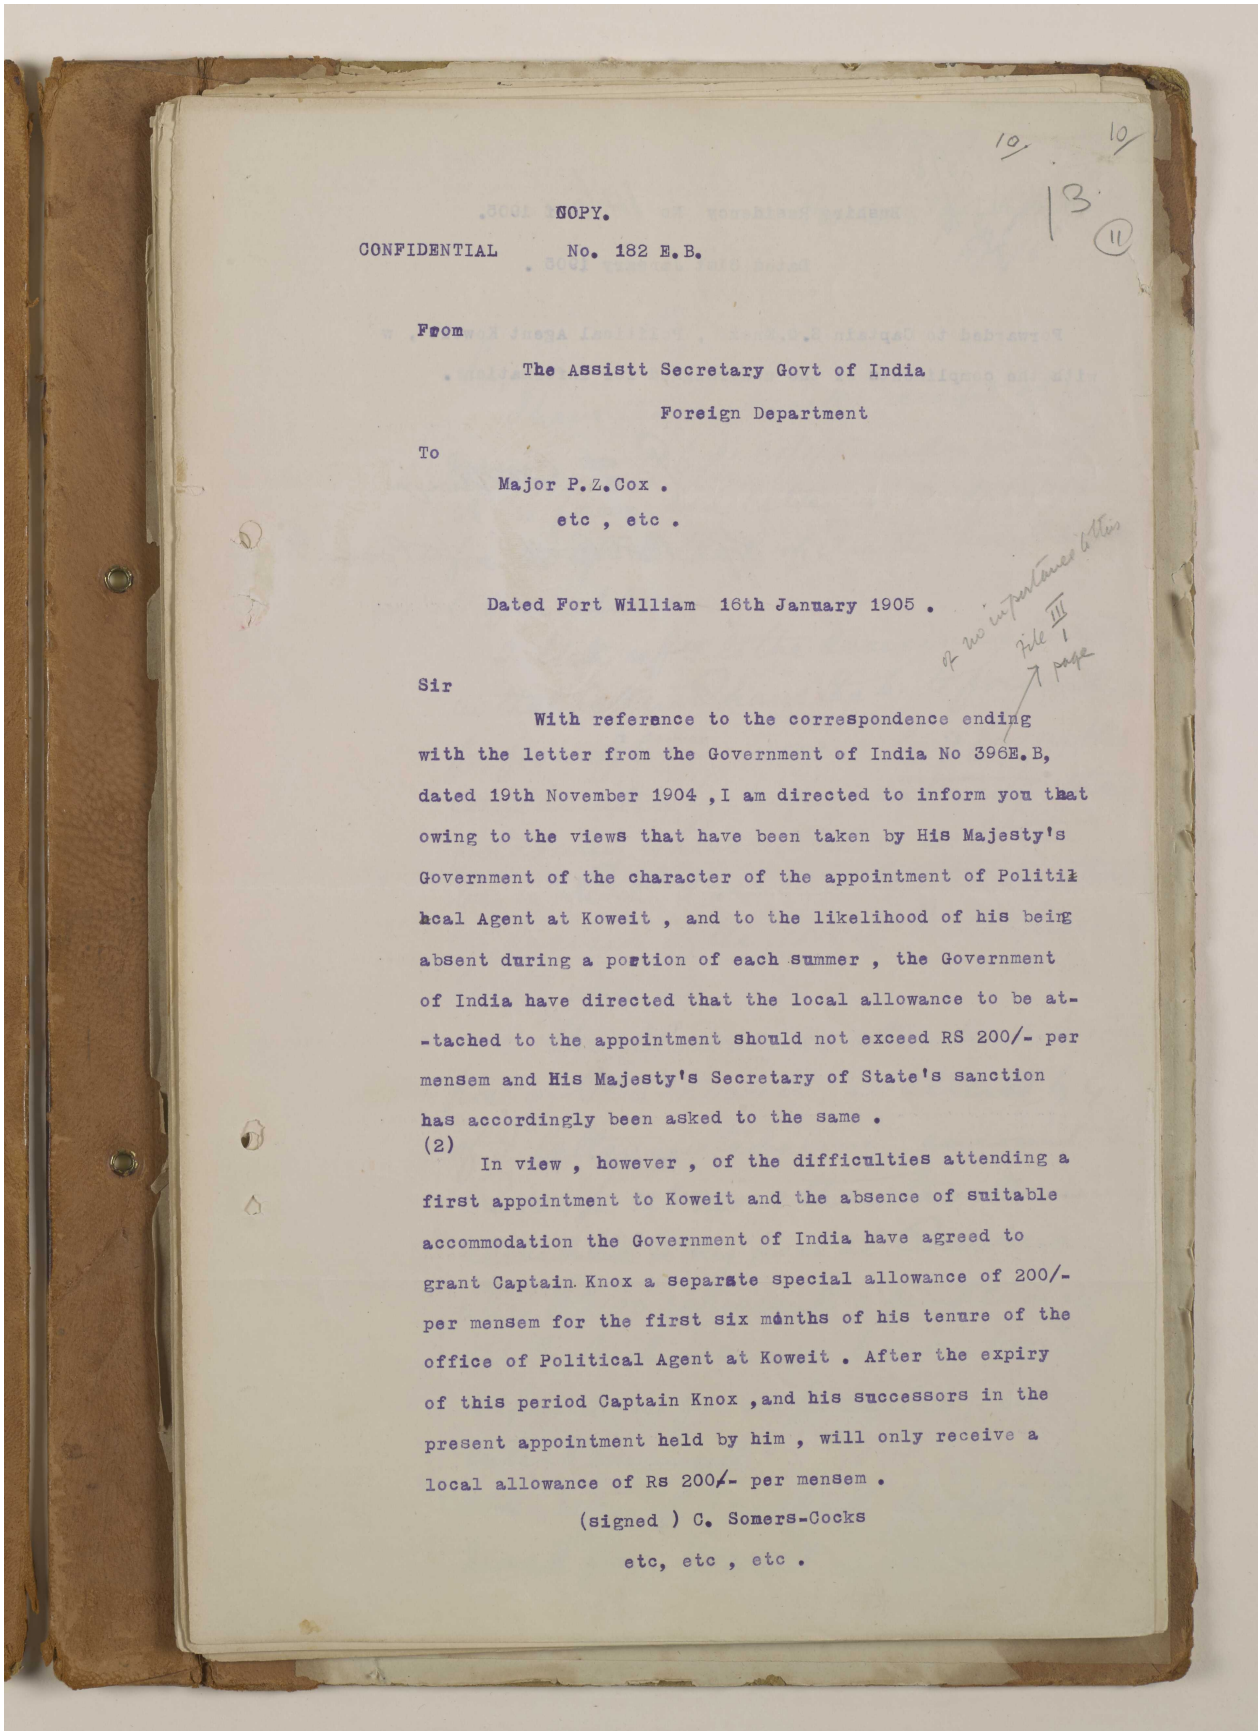 10/ 10/
13
11
COPY.
CONFIDENTIAL No. 182 E.B.
From
The Assistt Secretary Govt of India
Foreign Department
To
Major P.Z.Cox .
etc , etc .
of no importance to this
File III
1
page
Dated Fort William 16th January 1905 .
Sir
With reference to the correspondence ending
with the letter from the Government of India No 396E.B,
dated 19th November 1904 ,I am directed to inform you that
owing to the views that have been taken by His Majesty's
Government of the character of the appointment of Politi
cal Agent at Koweit , and to the likelihood of his being
absent during a portion of each summer , the Government
of India have directed that the local allowance to be at-
-tached to the appointment should not exceed RS 200/- per
mensem and His Majesty's Secretary of State's sanction
has accordingly been asked to the same .
(2)
In view , however , of the difficulties attending a
first appointment to Koweit and the absence of suitable
accommodation the Government of India have agreed to
grant Captain Knox a separate special allowance of 200/-
per mensem for the first six months of his tenure of the
office of Political Agent at Koweit . After the expiry
of this period Captain Knox ,and his successors in the
present appointment held by him , will only receive a
local allowance of Rs 200/- per mensem .
(signed ) C. Somers-Cocks
etc, etc , etc .